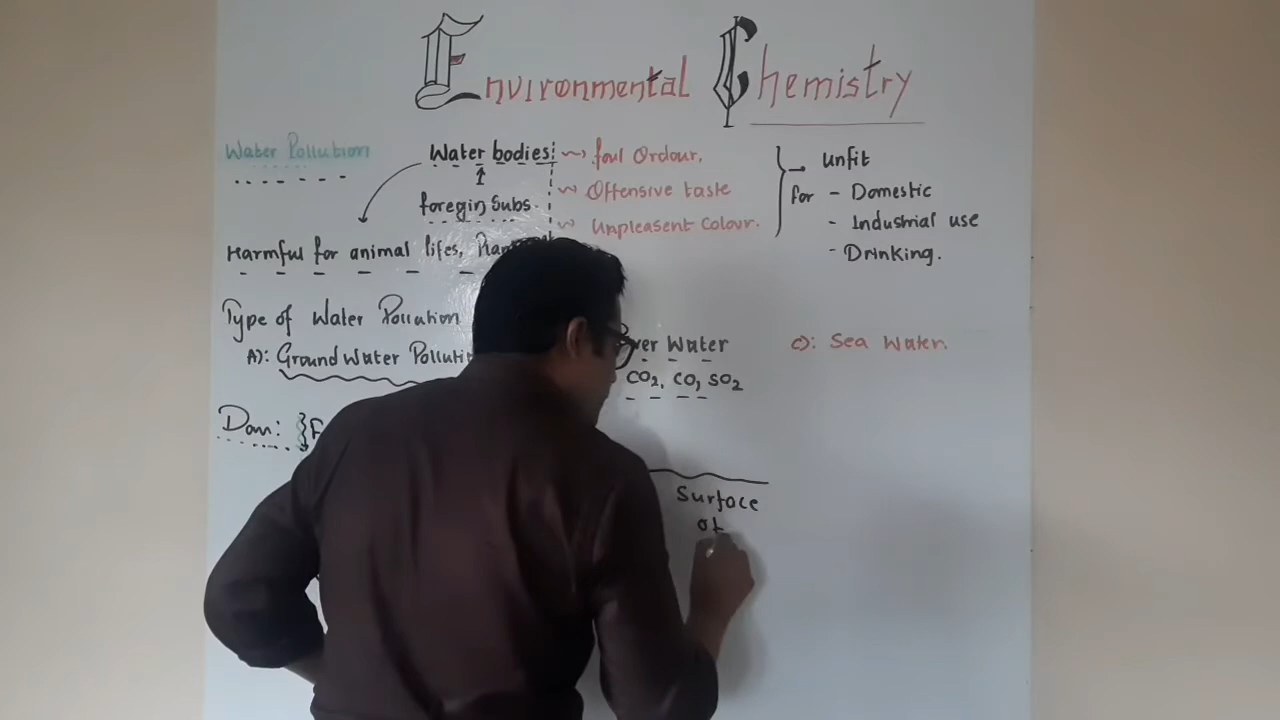 Environmental Chemistry
Water Pollution
Water bodies
foul Ordour.
Offensive taste
Unpleasent Colour.
foregin Subs.
Unfit
for - Domestic
- Industrial use
- Drinking.
Harmful for animal lifes,
Type of Water Pollution
A): Ground Water
Water
C): Sea Water.
CO2, CO, SO2
Surface
of